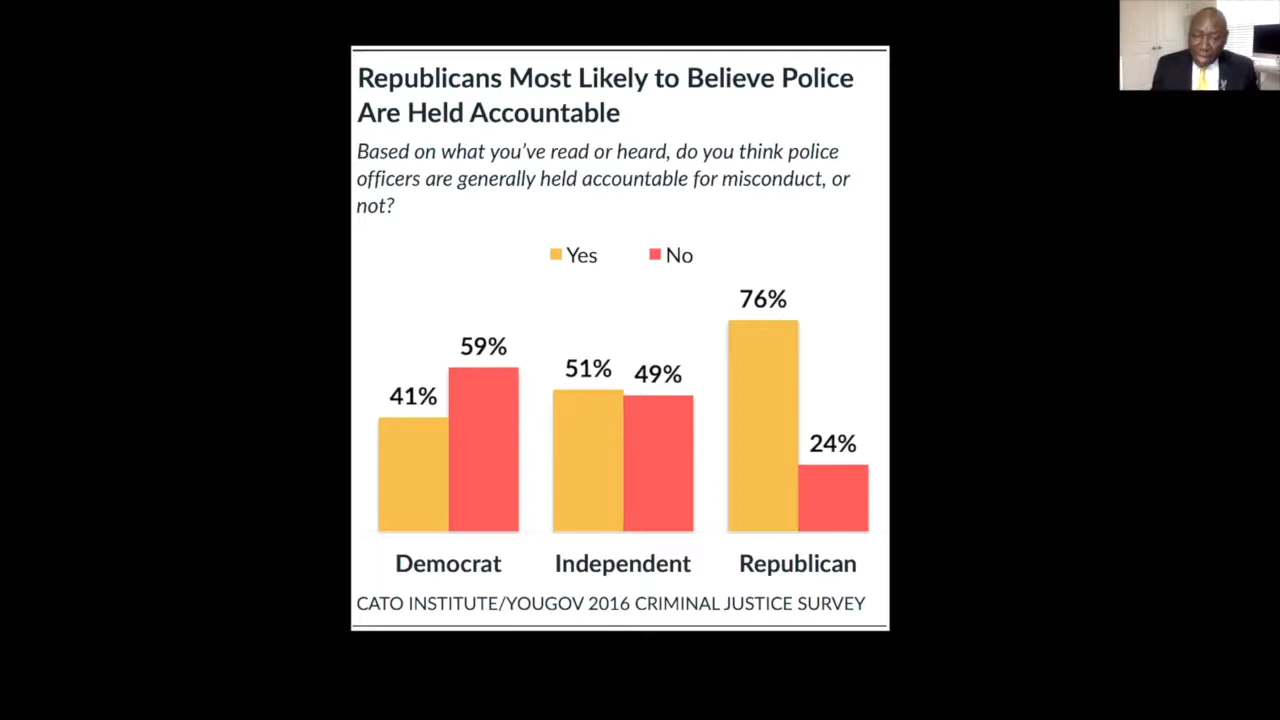 Republicans Most Likely to Believe Police
Are Held Accountable
Based on what you've read or heard, do you think police
officers are generally held accountable for misconduct, or
not?
Yes No
76%
59%
51% 49%
41%
24%
Democrat Independent Republican
CATO INSTITUTE/YOUGOV 2016 CRIMINAL JUSTICE SURVEY